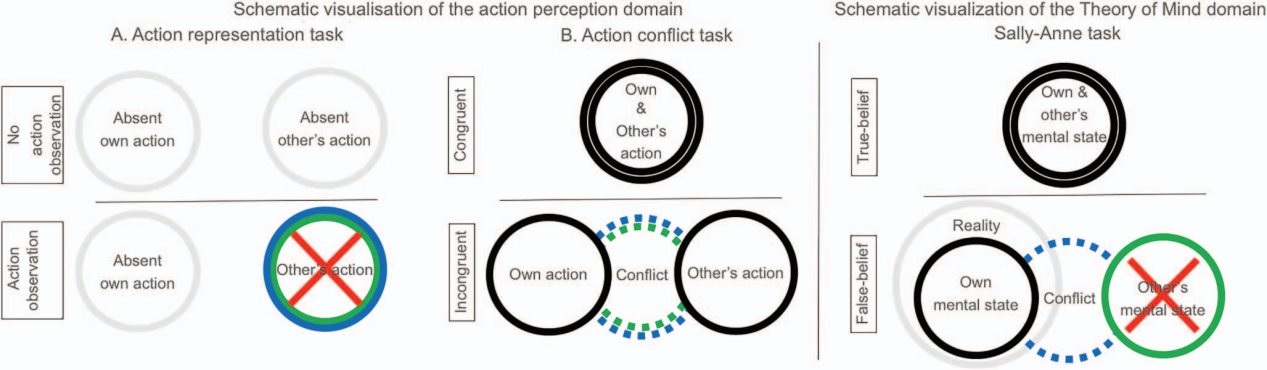 Schematic visualisation of the action perception domain
A. Action representation task
B. Action conflict task
No
action
observation
Absent
own action
Absent
other's action
Action
observation
Absent
own action
Other's action
Congruent
Own
&
Other's
action
Incongruent
Own action
Conflict
Other's action
Schematic visualization of the Theory of Mind domain
Sally-Anne task
True-belief
Own &
other's
mental state
False-belief
Reality
Own
mental state
Conflict
Other's
mental state